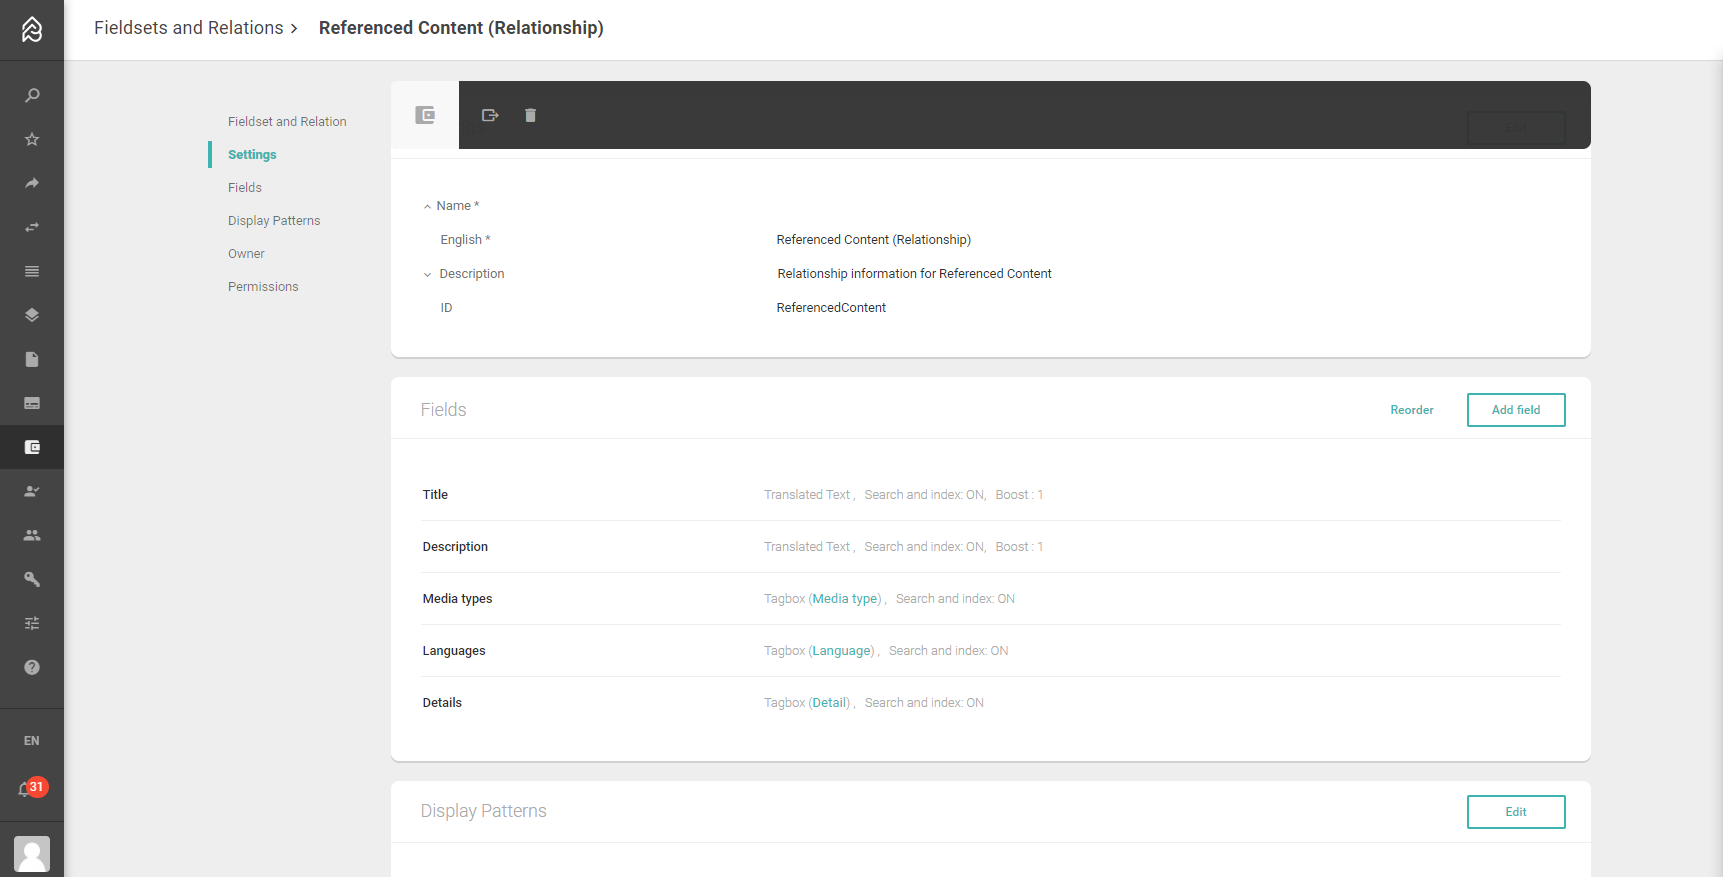 Fieldsets and Relations > Referenced Content (Relationship)
Fieldset and Relation
Settings
Fields
Display Patterns
Owner
Permissions
Edit
Name *
English * Referenced Content (Relationship)
Description Relationship information for Referenced Content
ID ReferencedContent
Fields Reorder Add field
Title Translated Text , Search and index: ON, Boost : 1
Description Translated Text , Search and index: ON, Boost : 1
Media types Tagbox (Media type) , Search and index: ON
Languages Tagbox (Language) , Search and index: ON
Details Tagbox (Detail) , Search and index: ON
Display Patterns Edit
EN
31